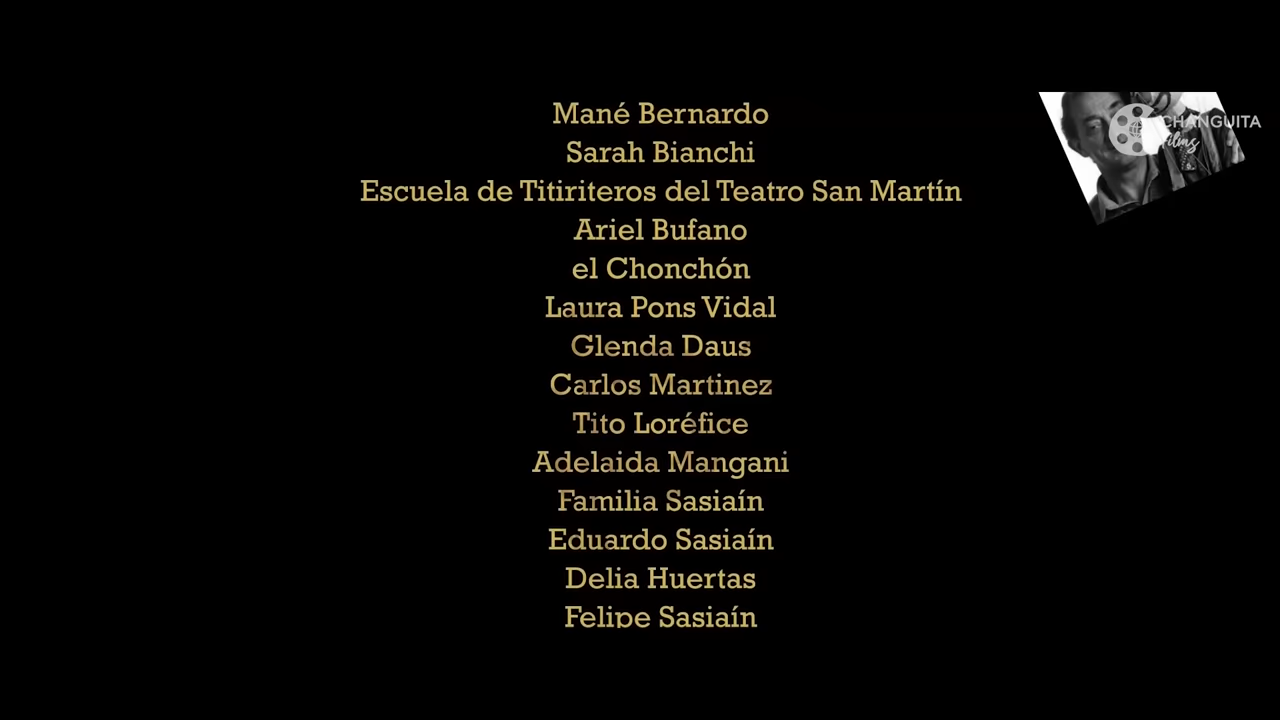 Mané Bernardo
Sarah Bianchi
Escuela de Titiriteros del Teatro San Martín
Ariel Bufano
el Chonchón
Laura Pons Vidal
Glenda Daus
Carlos Martinez
Tito Loréfice
Adelaida Mangani
Familia Sasiaín
Eduardo Sasiaín
Delia Huertas
Felipe Sasiaín
CHANGUITA
films